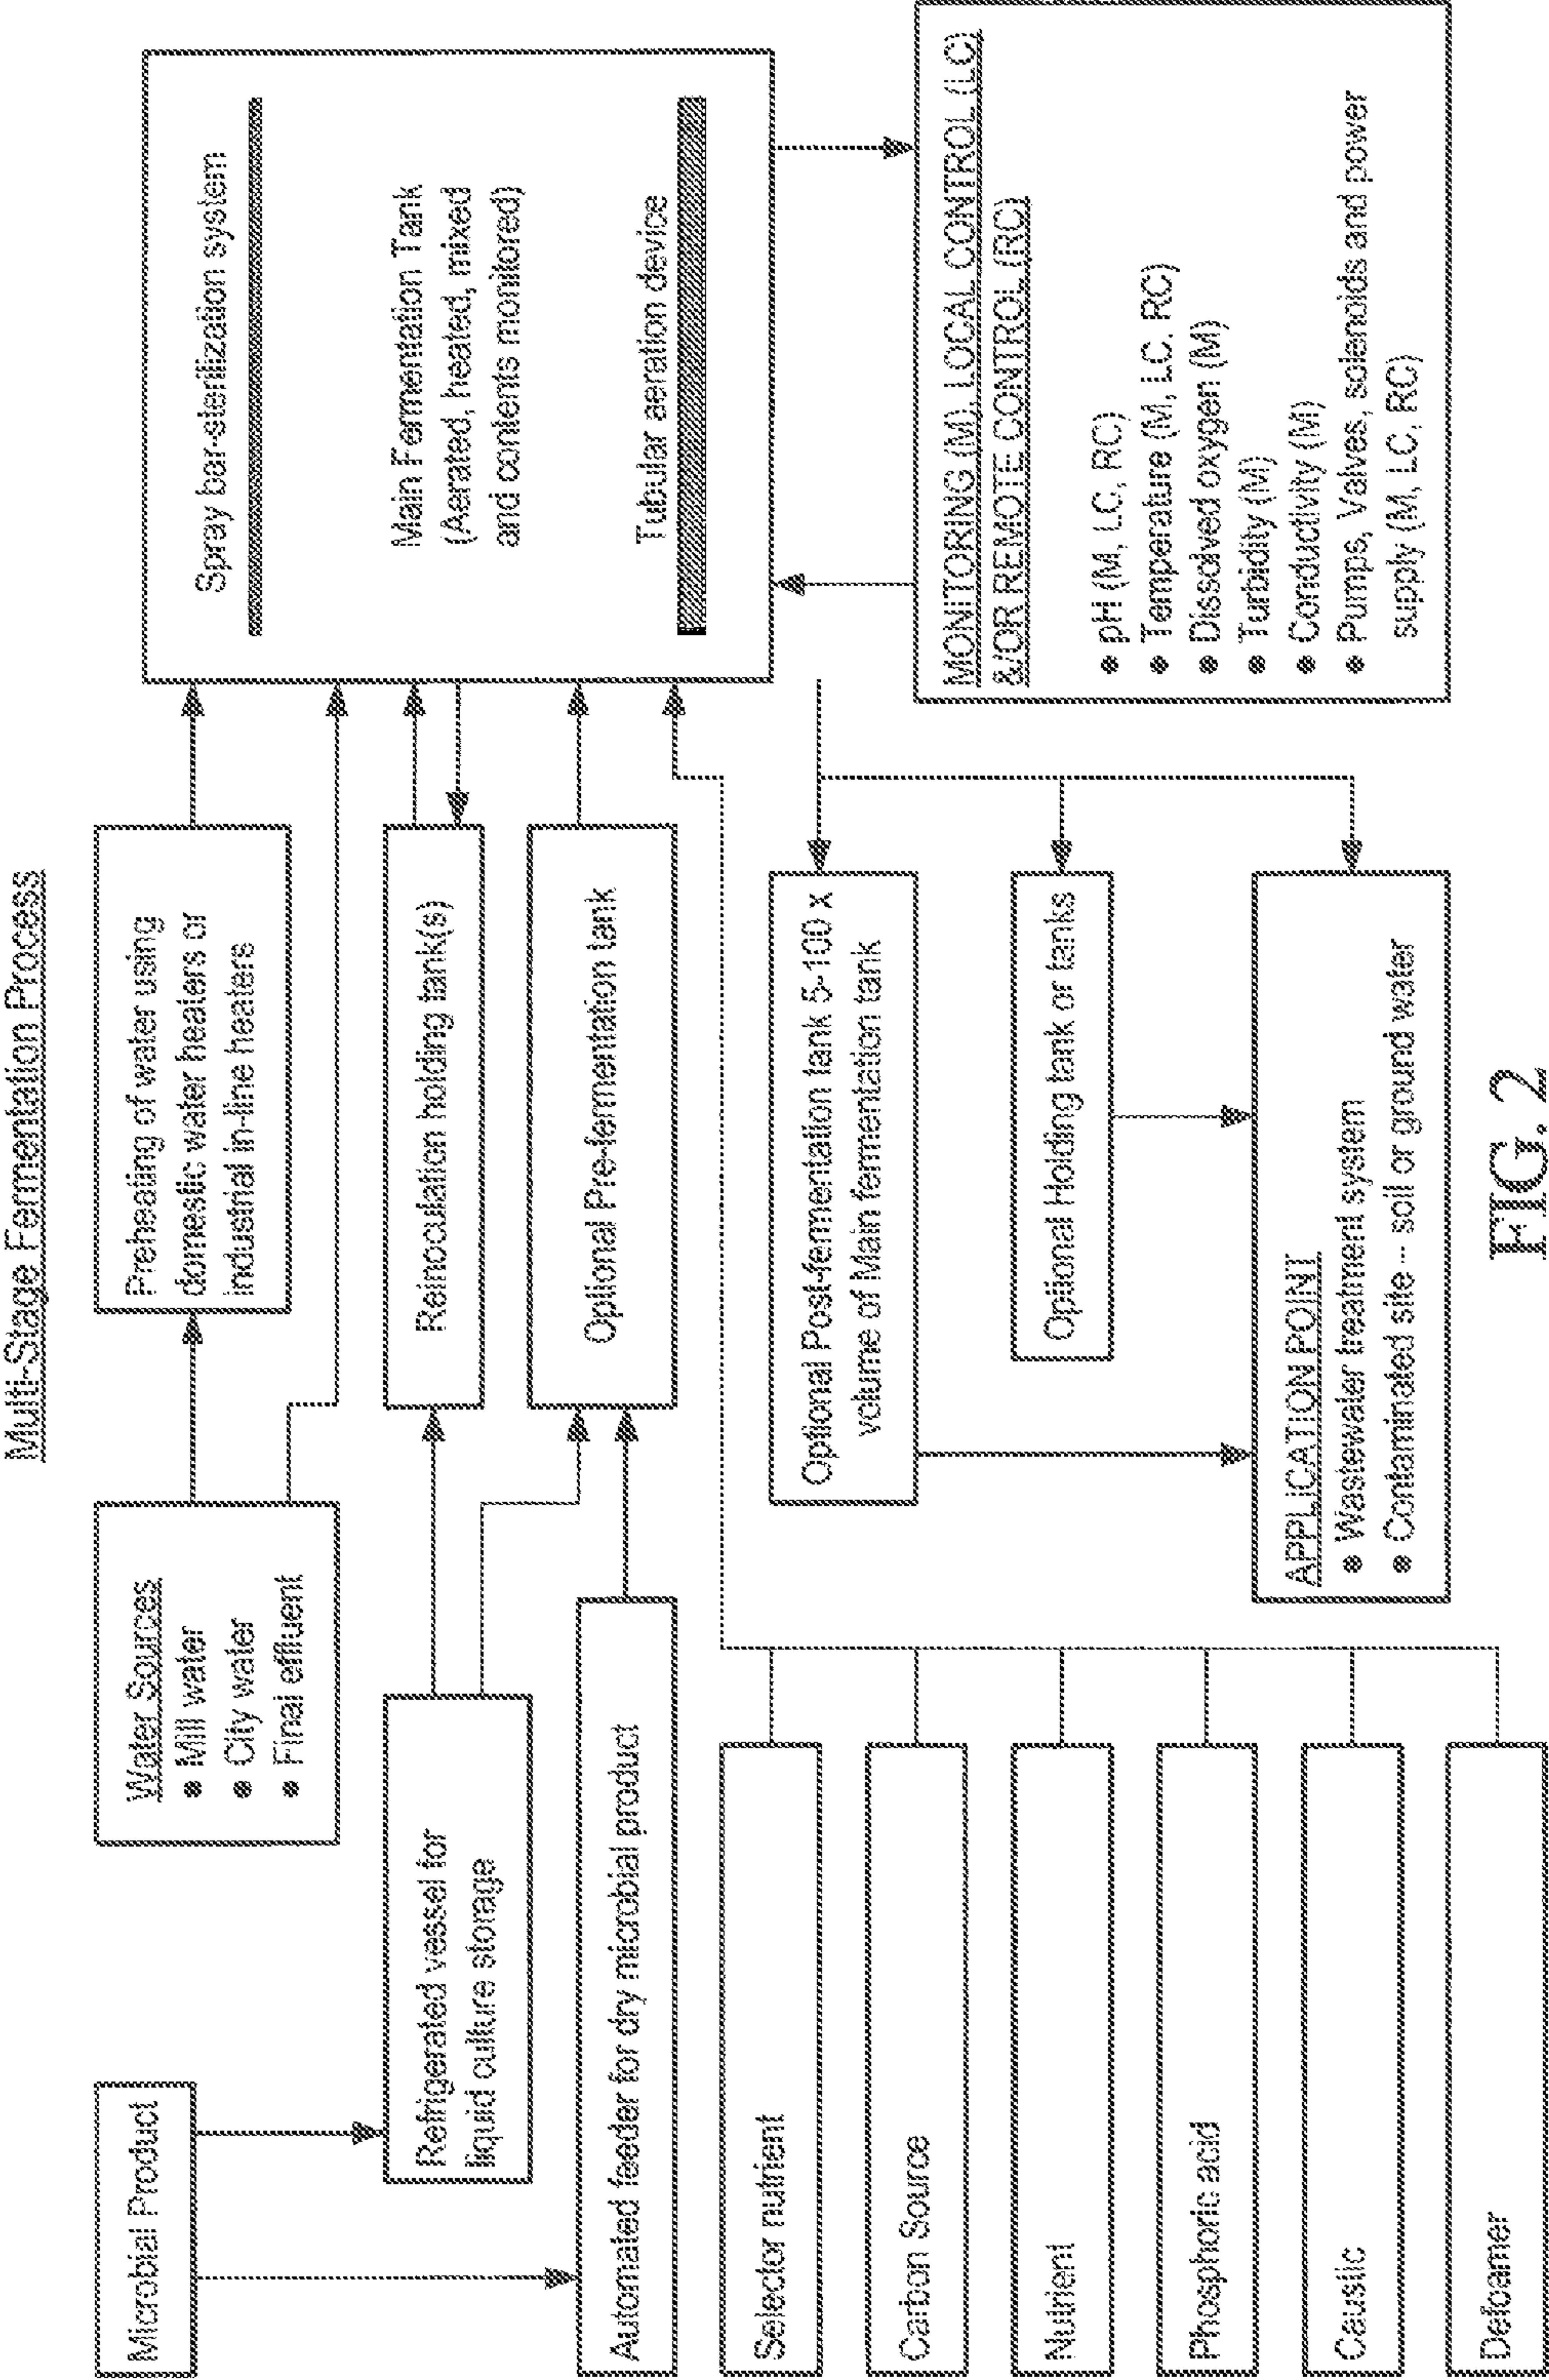 Multi-Stage Fermentation Process
Microbial Product
Water Sources
● Mill water
● City water
● Final effluent
Preheating of water using
domestic water heaters or
industrial in-line heaters
Spray bar-sterilization system
Main Fermentation Tank
(Aerated, heated, mixed
and contents monitored)
Tubular aeration device
Refrigerated vessel for
liquid culture storage
Reinoculation holding tank(s)
Automated feeder for dry microbial product
Optional Pre-fermentation tank
Selector nutrient
Carbon Source
Nutrient
Phosphoric acid
Caustic
Defoamer
Optional Post-fermentation tank 5-100 x
volume of Main fermentation tank
Optional Holding tank or tanks
APPLICATION POINT
● Wastewater treatment system
● Contaminated site -- soil or ground water
MONITORING (M), LOCAL CONTROL (LC)
&/OR REMOTE CONTROL (RC)
● pH (M, LC, RC)
● Temperature (M, LC, RC)
● Dissolved oxygen (M)
● Turbidity (M)
● Conductivity (M)
● Pumps, Valves, solenoids and power
supply (M, LC, RC)
FIG. 2